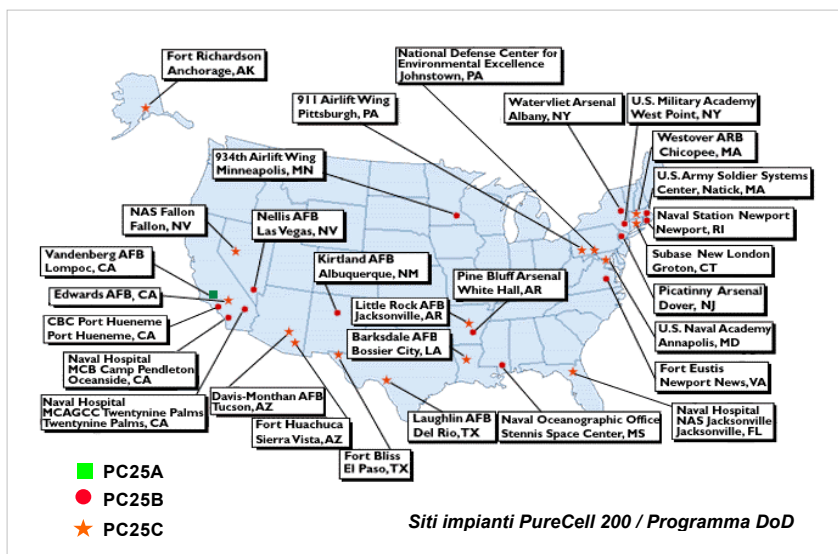 Fort Richardson
Anchorage, AK
National Defense Center for
Environmental Excellence
Johnstown, PA
911 Airlift Wing
Pittsburgh, PA
Watervliet Arsenal
Albany, NY
U.S. Military Academy
West Point, NY
Westover ARB
Chicopee, MA
934th Airlift Wing
Minneapolis, MN
U.S. Army Soldier Systems
Center, Natick, MA
NAS Fallon
Fallon, NV
Nellis AFB
Las Vegas, NV
Naval Station Newport
Newport, RI
Vandenberg AFB
Lompoc, CA
Kirtland AFB
Albuquerque, NM
Subase New London
Groton, CT
Pine Bluff Arsenal
White Hall, AR
Edwards AFB, CA
Picatinny Arsenal
Dover, NJ
Little Rock AFB
Jacksonville, AR
CBC Port Hueneme
Port Hueneme, CA
U.S. Naval Academy
Annapolis, MD
Barksdale AFB
Bossier City, LA
Naval Hospital
MCB Camp Pendleton
Oceanside, CA
Fort Eustis
Newport News, VA
Naval Hospital
MCAGCC Twentynine Palms
Twentynine Palms, CA
Davis-Monthan AFB
Tucson, AZ
Fort Huachuca
Sierra Vista, AZ
Fort Bliss
El Paso, TX
Laughlin AFB
Del Rio, TX
Naval Oceanographic Office
Stennis Space Center, MS
Naval Hospital
NAS Jacksonville
Jacksonville, FL
PC25A
PC25B
PC25C
Siti impianti PureCell 200 / Programma DoD